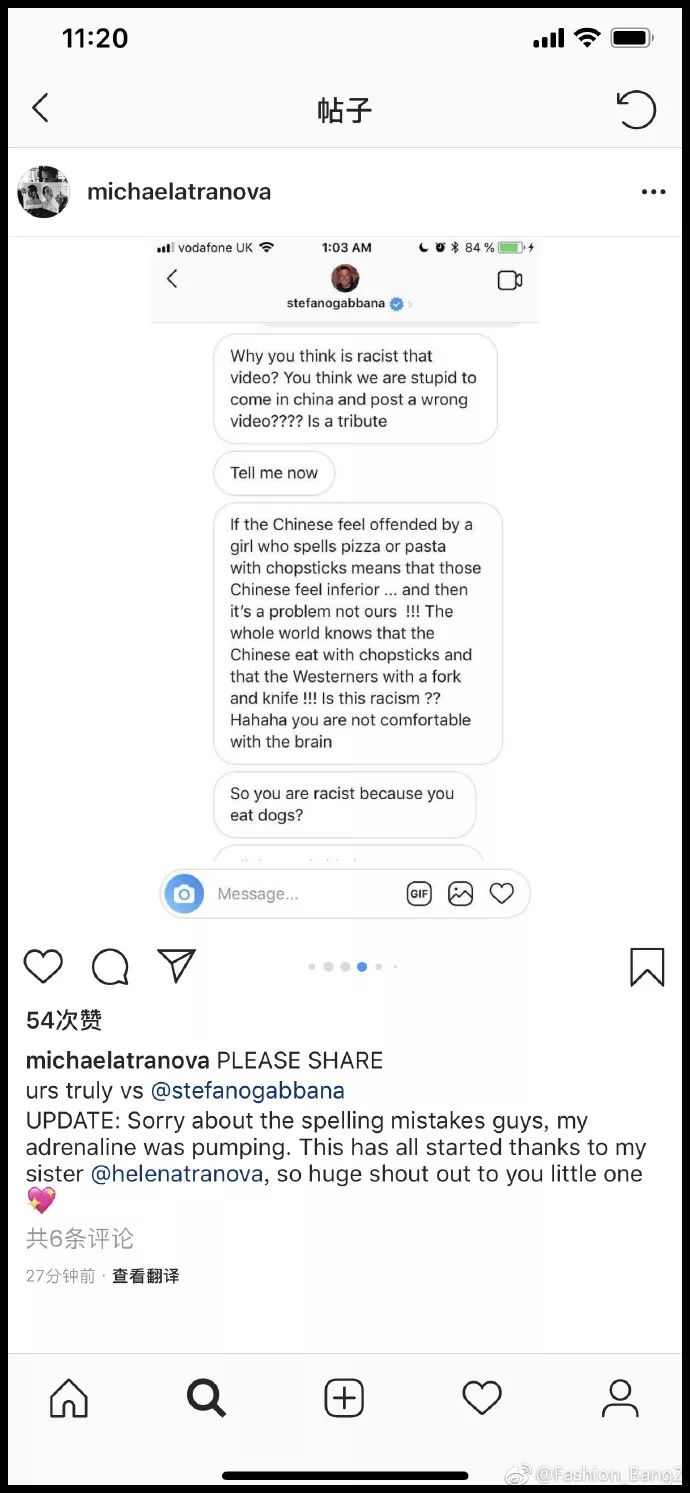 11:20
帖子
michaelatranova
vodafone UK
1:03 AM
84 %
stefanogabbana
Why you think is racist that
video? You think we are stupid to
come in china and post a wrong
video???? Is a tribute
Tell me now
If the Chinese feel offended by a
girl who spells pizza or pasta
with chopsticks means that those
Chinese feel inferior ... and then
it's a problem not ours !!! The
whole world knows that the
Chinese eat with chopsticks and
that the Westerners with a fork
and knife !!! Is this racism ??
Hahaha you are not comfortable
with the brain
So you are racist because you
eat dogs?
Message...
GIF
54次赞
michaelatranova PLEASE SHARE
urs truly vs @stefanogabbana
UPDATE: Sorry about the spelling mistakes guys, my
adrenaline was pumping. This has all started thanks to my
sister @helenatranova, so huge shout out to you little one
💖
共6条评论
27分钟前 · 查看翻译
@Fashion_BangZ